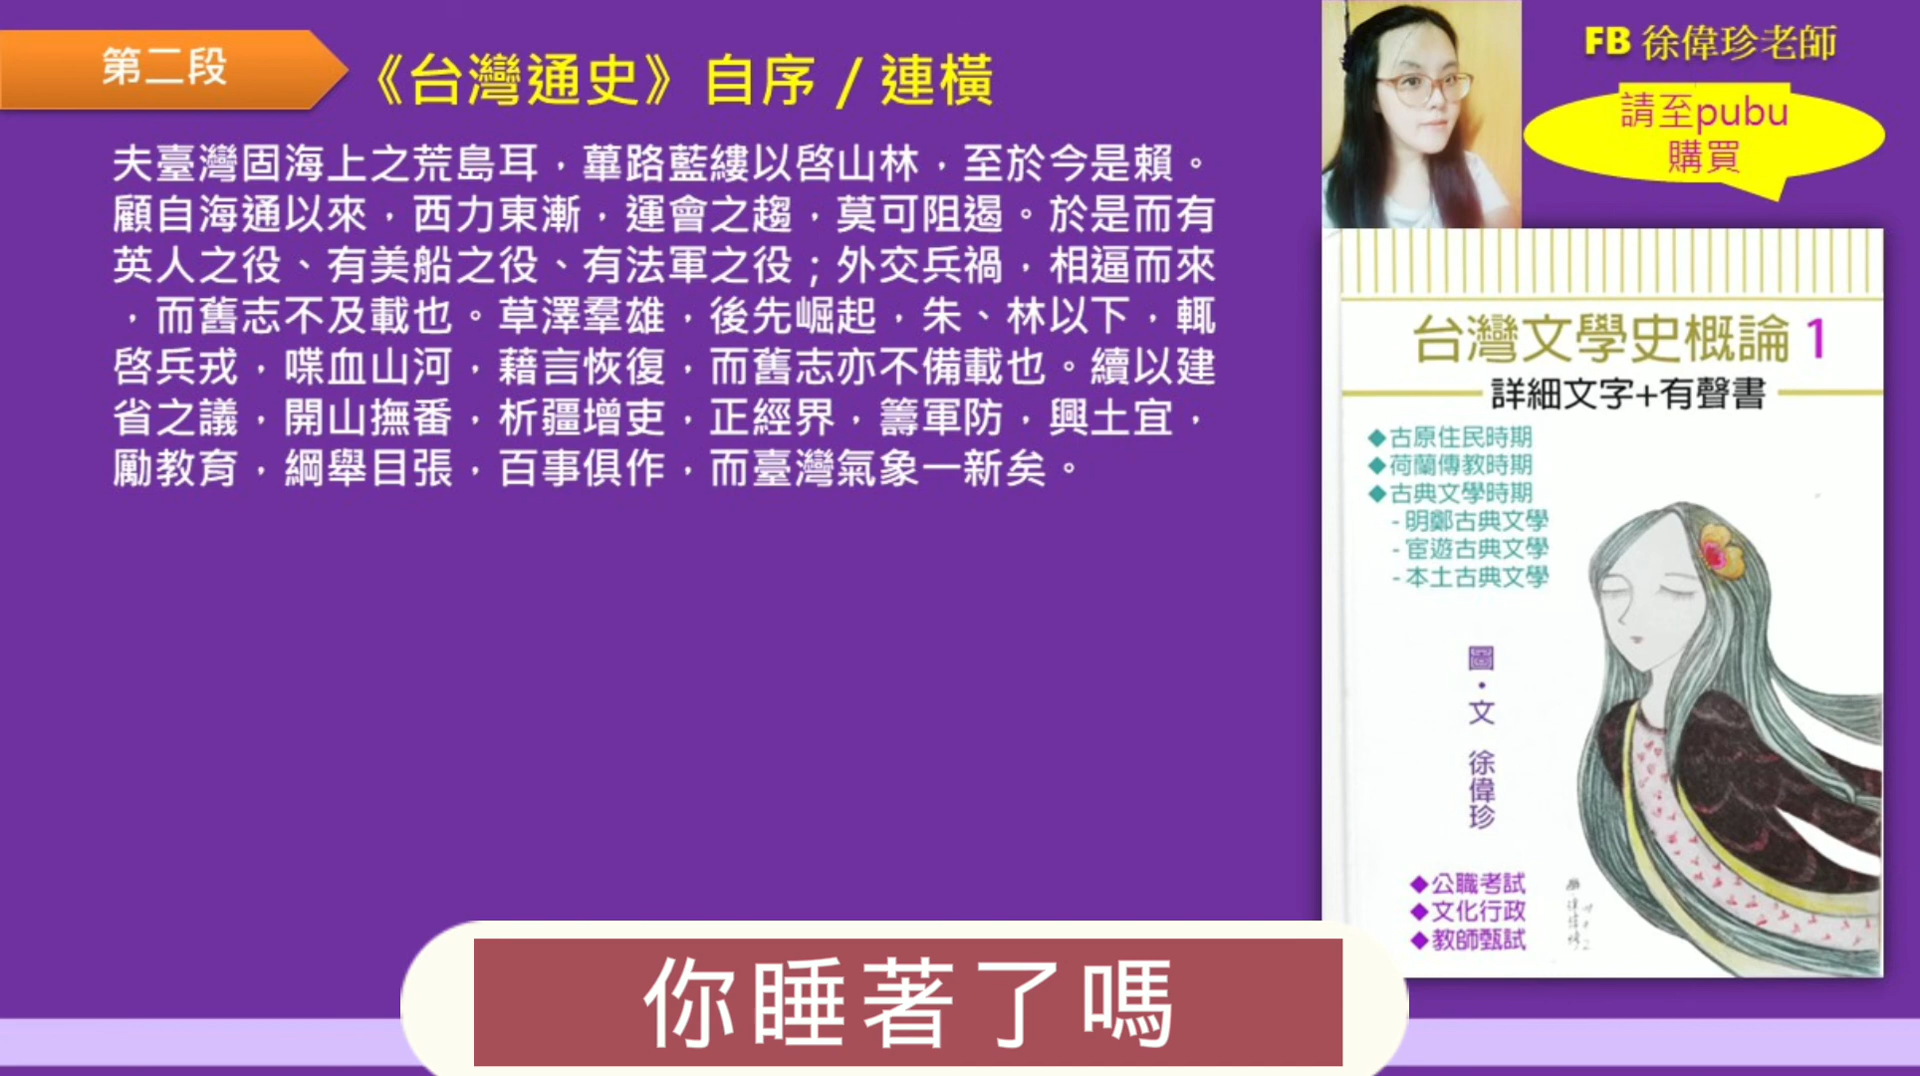 第二段
《台灣通史》自序 / 連橫
夫臺灣固海上之荒島耳，蓽路藍縷以啓山林，至於今是賴。
顧自海通以來，西力東漸，運會之趨，莫可阻遏。於是而有
英人之役、有美船之役、有法軍之役；外交兵禍，相逼而來
，而舊志不及載也。草澤羣雄，後先崛起，朱、林以下，輒
啓兵戎，喋血山河，藉言恢復，而舊志亦不備載也。續以建
省之議，開山撫番，析疆增吏，正經界，籌軍防，興土宜，
勵教育，綱舉目張，百事俱作，而臺灣氣象一新矣。
FB 徐偉珍老師
請至pubu
購買
台灣文學史概論 1
詳細文字+有聲書
◆古原住民時期
◆荷蘭傳教時期
◆古典文學時期
- 明鄭古典文學
- 宦遊古典文學
- 本土古典文學
圖・文 徐偉珍
◆公職考試
◆文化行政
◆教師甄試
你睡著了嗎